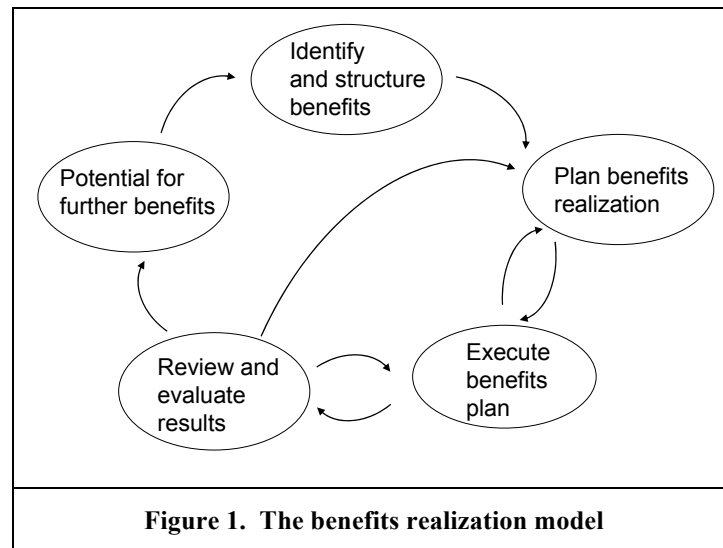 Identify
and structure
benefits
Potential for
further benefits
Plan benefits
realization
Review and
evaluate
results
Execute
benefits
plan
Figure 1. The benefits realization model